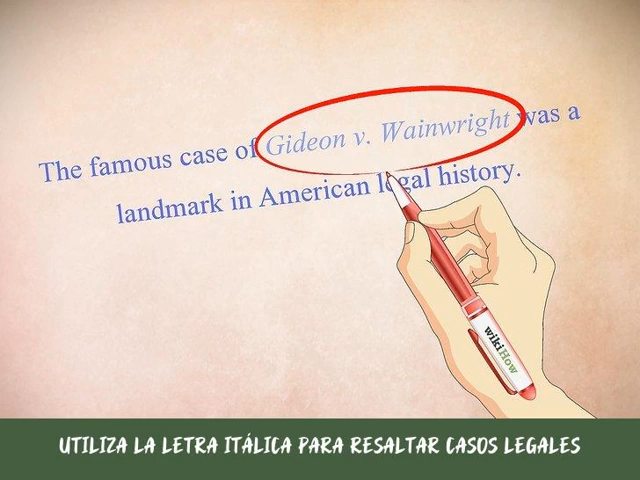 The famous case of Gideon v. Wainwright was a
landmark in American legal history.
wikiHow
UTILIZA LA LETRA ITÁLICA PARA RESALTAR CASOS LEGALES